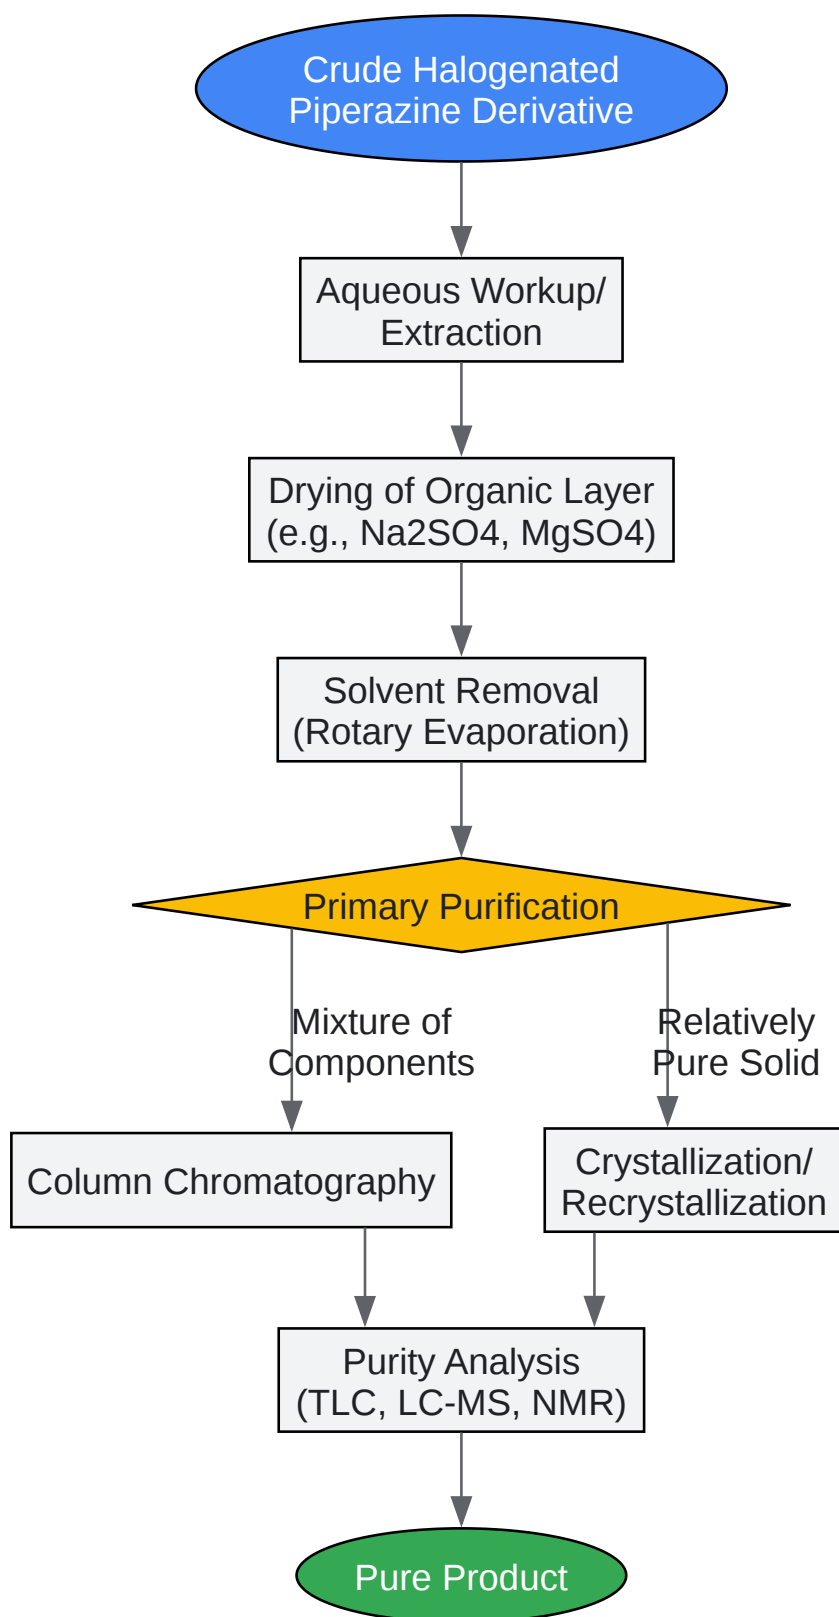 Crude Halogenated
Piperazine Derivative
Aqueous Workup/
Extraction
Drying of Organic Layer
(e.g., Na2SO4, MgSO4)
Solvent Removal
(Rotary Evaporation)
Primary Purification
Mixture of
Components
Relatively
Pure Solid
Column Chromatography
Crystallization/
Recrystallization
Purity Analysis
(TLC, LC-MS, NMR)
Pure Product